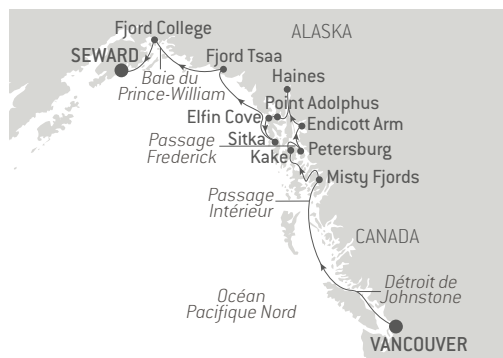 Fjord College
ALASKA
SEWARD
Fjord Tsaa
Baie du
Prince-William
Haines
Point Adolphus
Elfin Cove
Endicott Arm
Passage
Frederick
Sitka
Kake
Petersburg
Misty Fjords
Passage
Intérieur
CANADA
Détroit de
Johnstone
Océan
Pacifique Nord
VANCOUVER